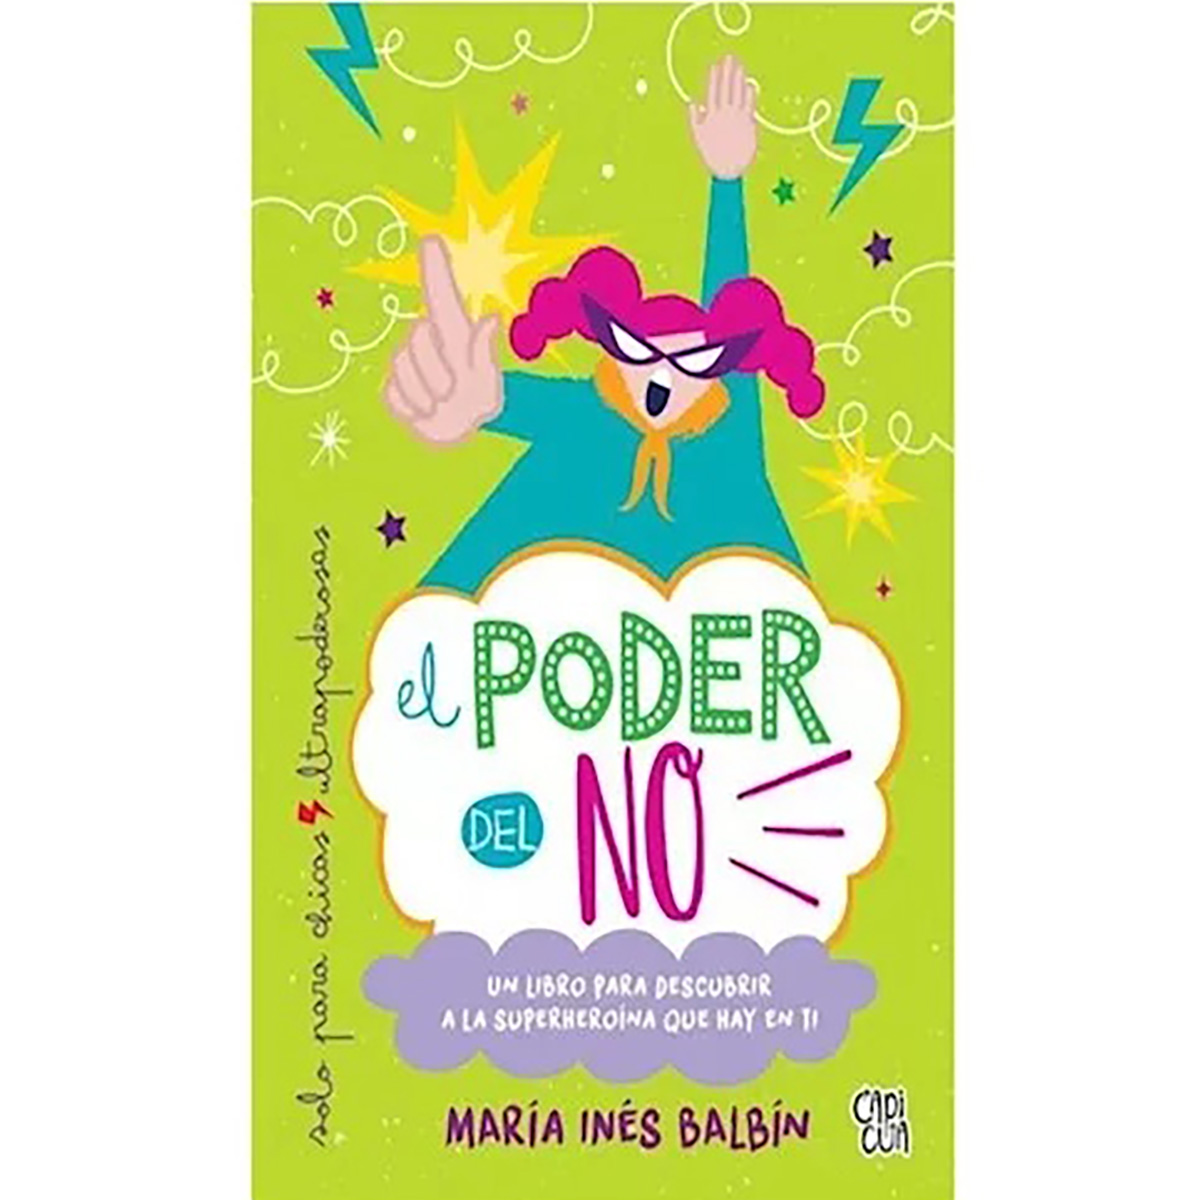 el PODER
DEL NO
UN LIBRO PARA DESCUBRIR
A LA SUPERHEROÍNA QUE HAY EN TI
MARÍA INÉS BALBÍN
CAPI
CUA
solo para chicas ultrapoderosas